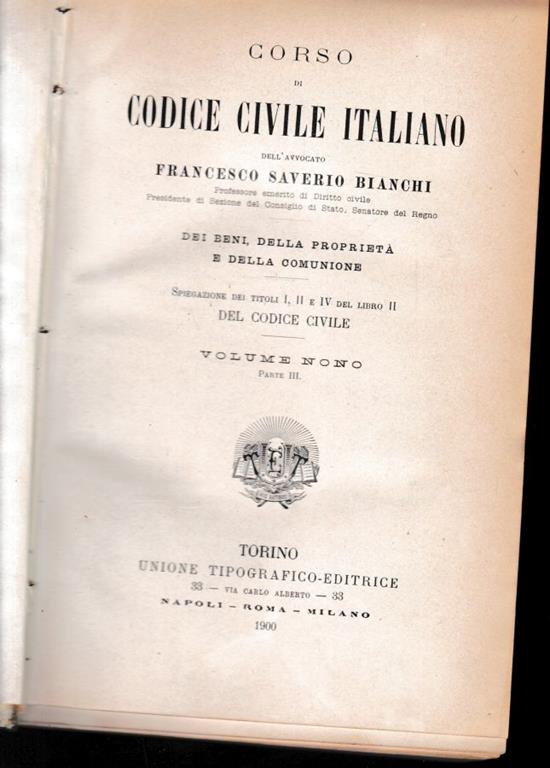 CORSO
DI
CODICE CIVILE ITALIANO
DELL'AVVOCATO
FRANCESCO SAVERIO BIANCHI
Professore emerito di Diritto civile
Presidente di Sezione del Consiglio di Stato, Senatore del Regno
DEI BENI, DELLA PROPRIETÀ
E DELLA COMUNIONE
SPIEGAZIONE DEI TITOLI I, II E IV DEL LIBRO II
DEL CODICE CIVILE
VOLUME NONO
PARTE III.
UTET
TORINO
UNIONE TIPOGRAFICO-EDITRICE
33 — VIA CARLO ALBERTO — 33
NAPOLI — ROMA — MILANO
1900